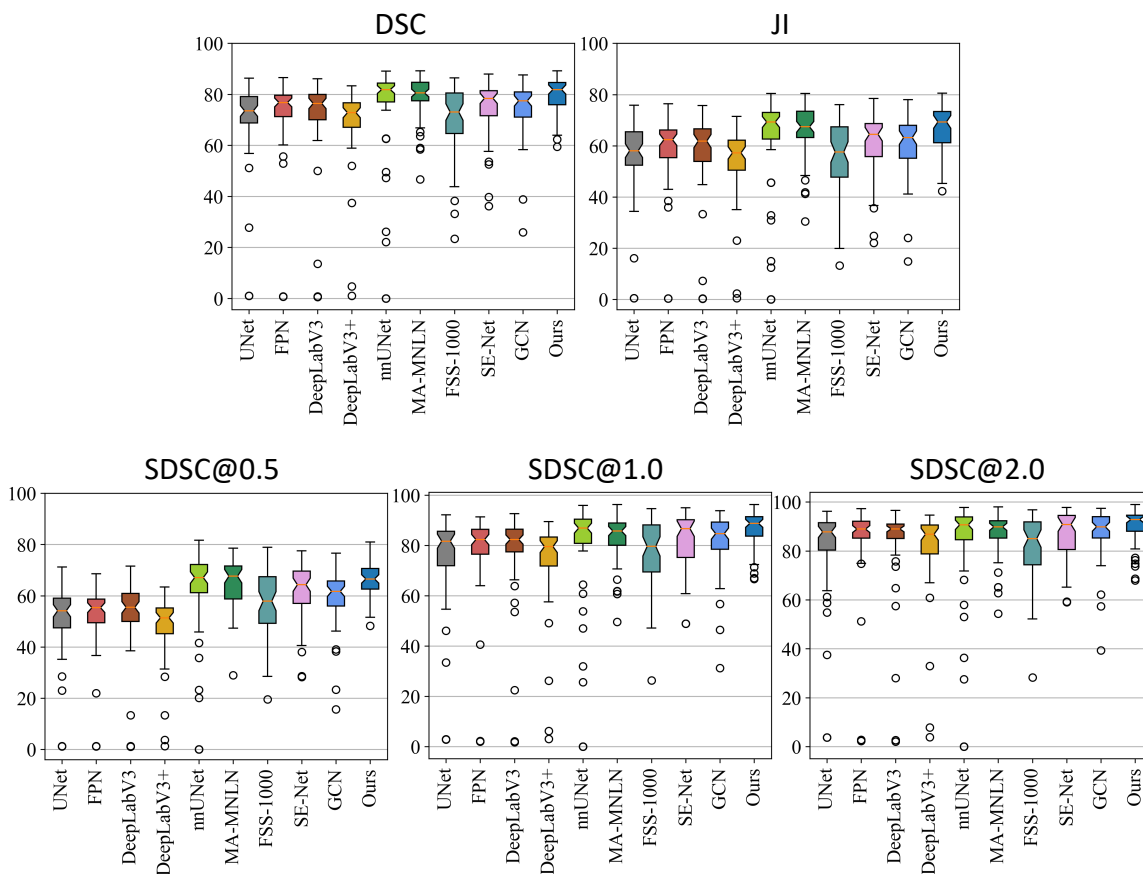 DSC
JI
100
80
60
40
20
0
UNet
FPN
DeepLabV3
DeepLabV3+
nnUNet
MA-MNLN
FSS-1000
SE-Net
GCN
Ours
100
80
60
40
20
0
UNet
FPN
DeepLabV3
DeepLabV3+
nnUNet
MA-MNLN
FSS-1000
SE-Net
GCN
Ours
SDSC@0.5
SDSC@1.0
SDSC@2.0
100
80
60
40
20
0
UNet
FPN
DeepLabV3
DeepLabV3+
nnUNet
MA-MNLN
FSS-1000
SE-Net
GCN
Ours
100
80
60
40
20
0
UNet
FPN
DeepLabV3
DeepLabV3+
nnUNet
MA-MNLN
FSS-1000
SE-Net
GCN
Ours
100
80
60
40
20
0
UNet
FPN
DeepLabV3
DeepLabV3+
nnUNet
MA-MNLN
FSS-1000
SE-Net
GCN
Ours